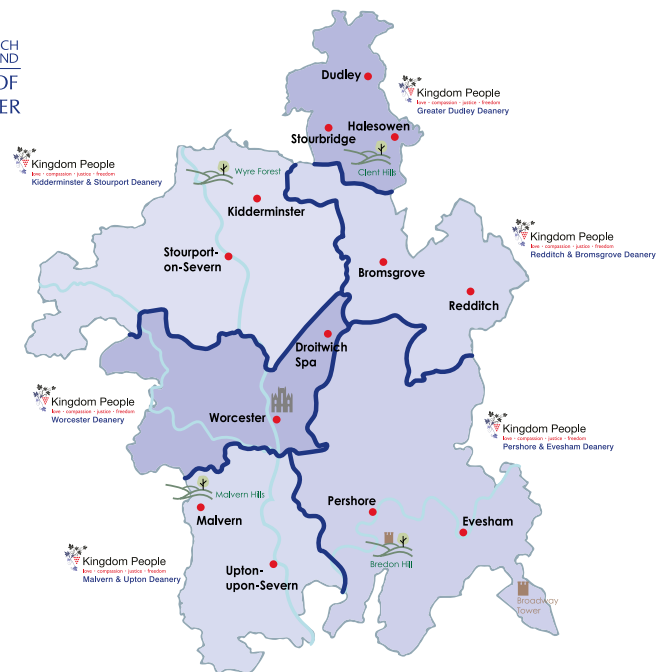 CH
ND
OF
ER
Dudley
Kingdom People
love - compassion - justice - freedom
Greater Dudley Deanery
Stourbridge
Halesowen
Clent Hills
Kingdom People
love - compassion - justice - freedom
Kidderminster & Stourport Deanery
Wyre Forest
Kidderminster
Stourport-
on-Severn
Bromsgrove
Kingdom People
love - compassion - justice - freedom
Redditch & Bromsgrove Deanery
Redditch
Droitwich
Spa
Kingdom People
love - compassion - justice - freedom
Worcester Deanery
Worcester
Kingdom People
love - compassion - justice - freedom
Pershore & Evesham Deanery
Malvern Hills
Malvern
Pershore
Evesham
Bredon Hill
Kingdom People
love - compassion - justice - freedom
Malvern & Upton Deanery
Upton-
upon-Severn
Broadway
Tower